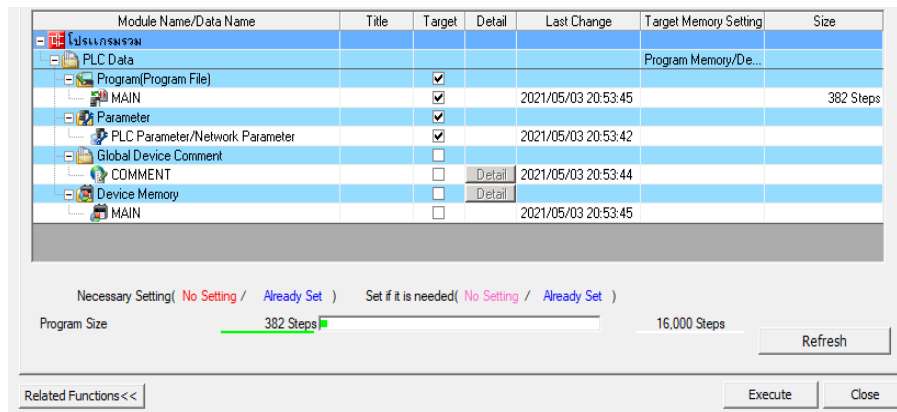 Module Name/Data Name Title Target Detail Last Change Target Memory Setting Size
โปรแกรมรวม
PLC Data Program Memory/De...
Program(Program File)
MAIN 2021/05/03 20:53:45 382 Steps
Parameter
PLC Parameter/Network Parameter 2021/05/03 20:53:42
Global Device Comment
COMMENT Detail 2021/05/03 20:53:44
Device Memory Detail
MAIN 2021/05/03 20:53:45
Necessary Setting( No Setting / Already Set ) Set if it is needed( No Setting / Already Set )
Program Size 382 Steps 16,000 Steps
Refresh
Related Functions<< Execute Close